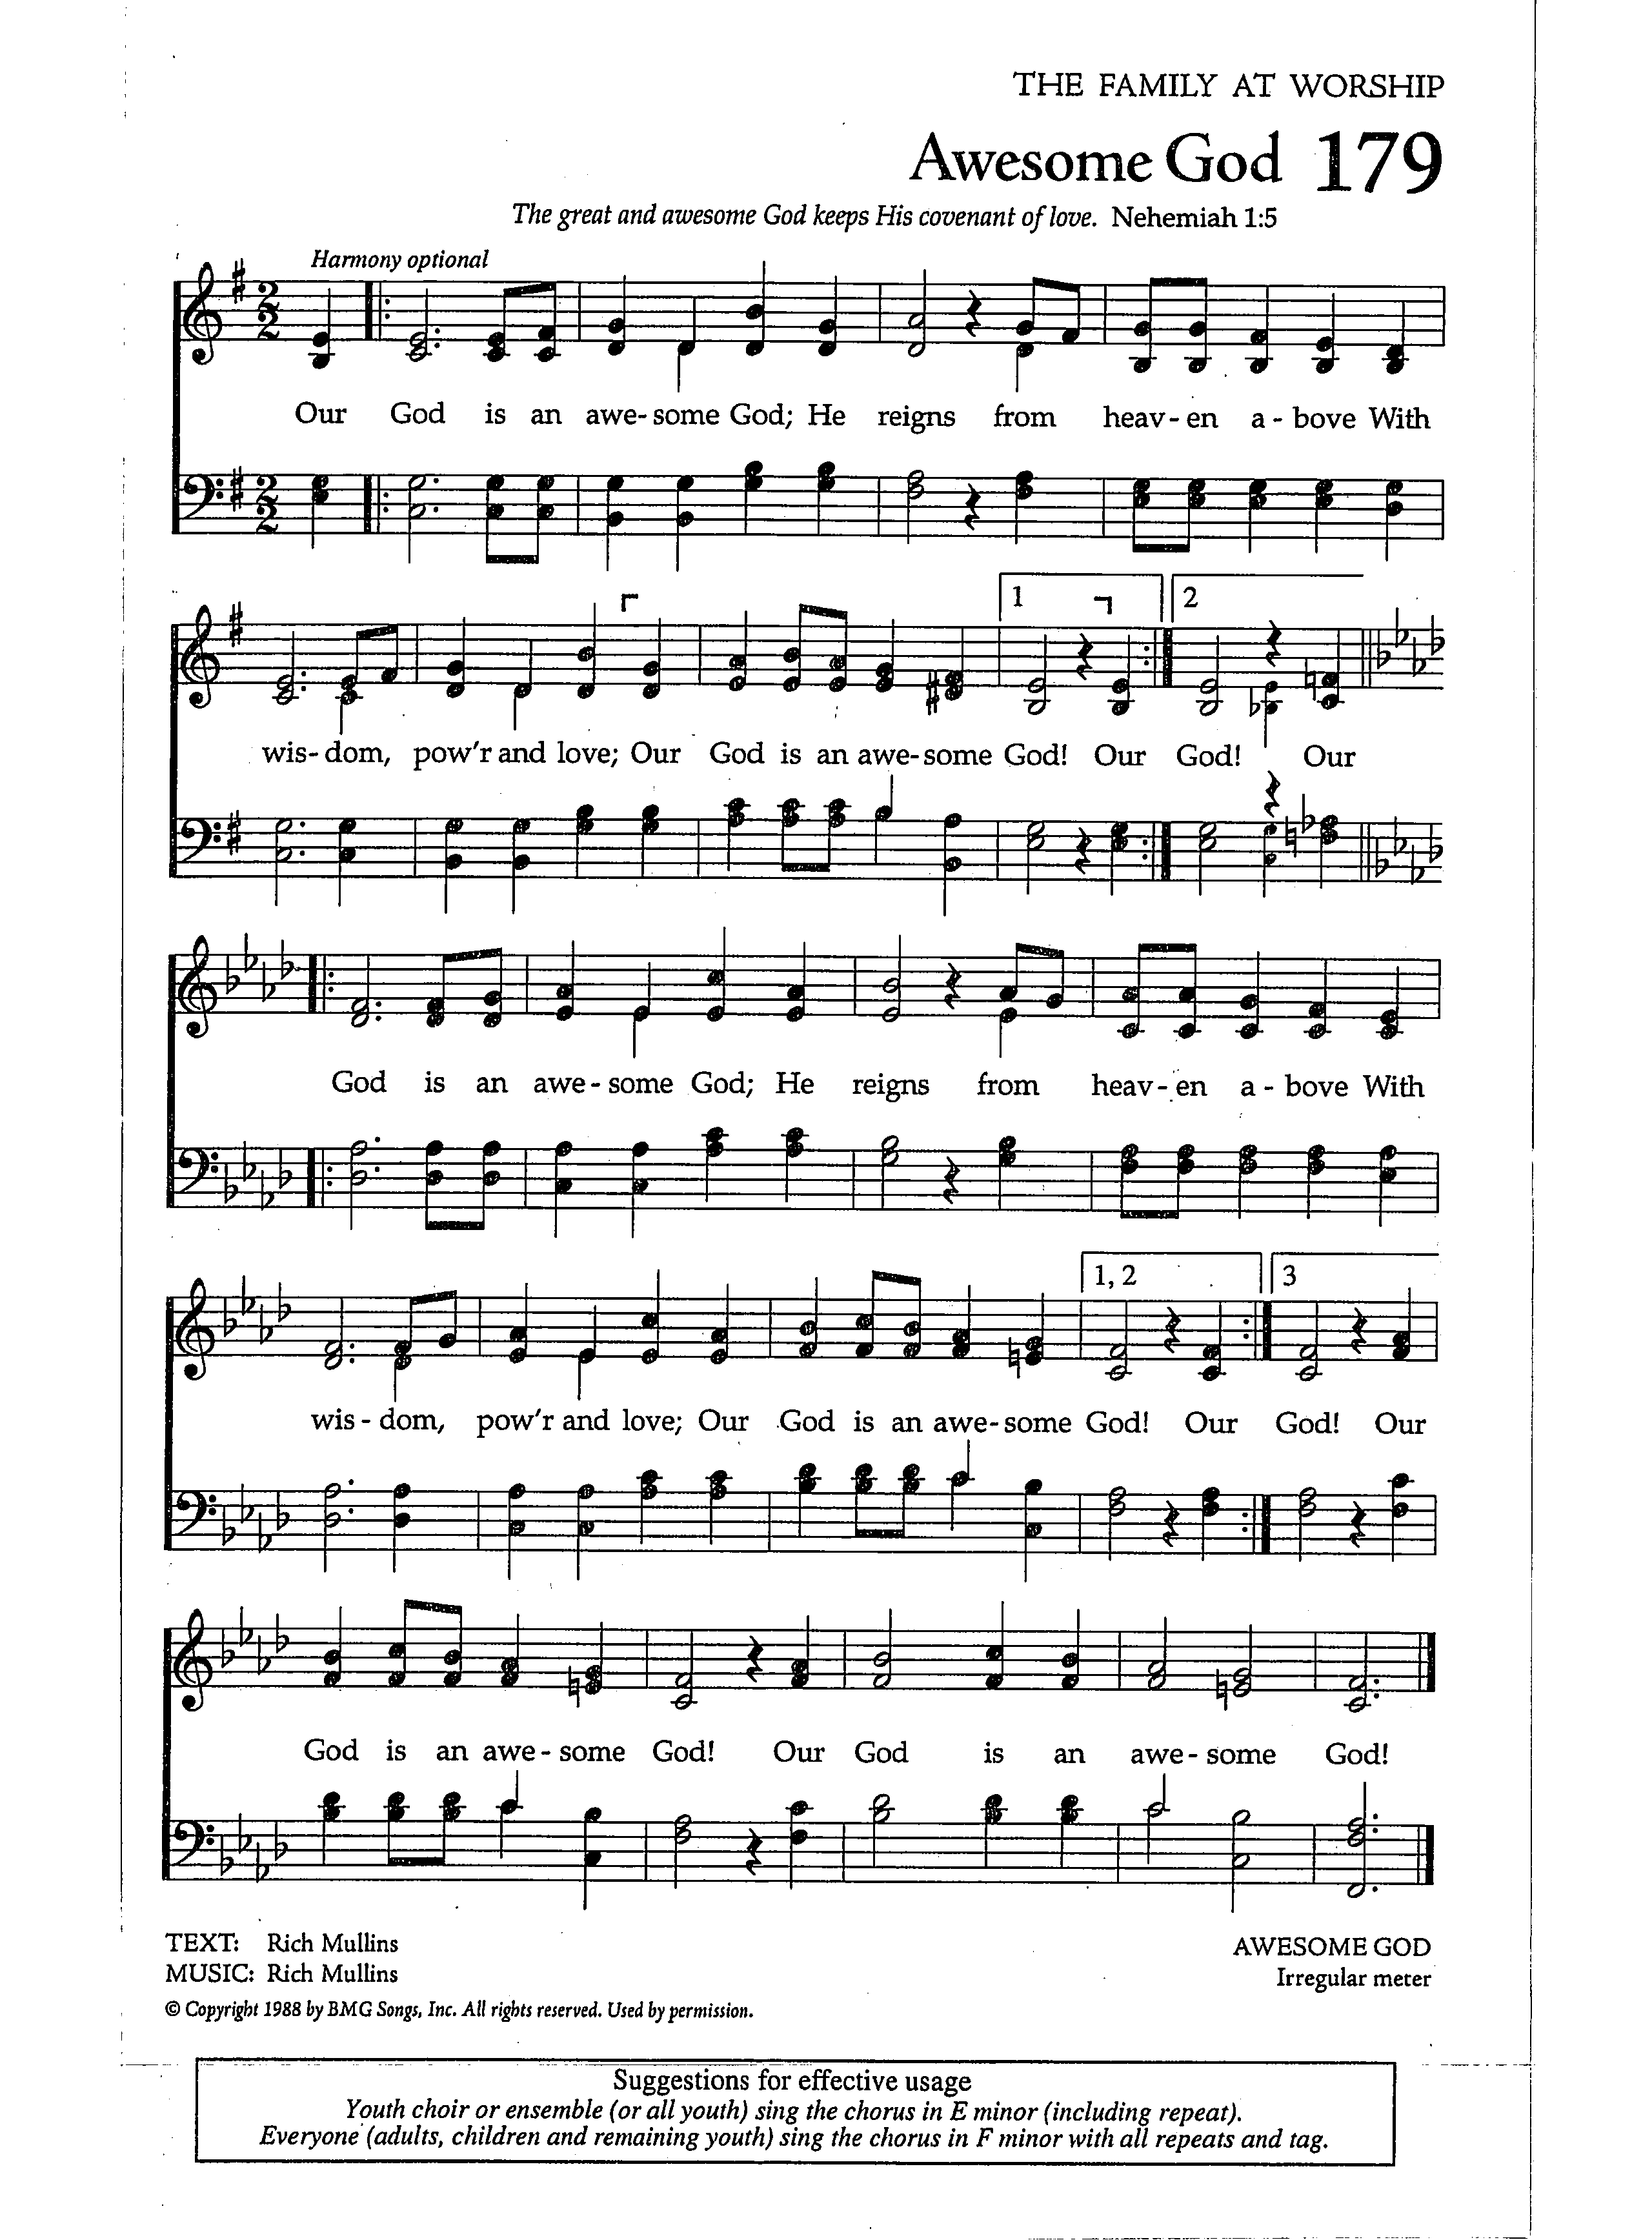 THE FAMILY AT WORSHIP
Awesome God 179
The great and awesome God keeps His covenant of love. Nehemiah 1:5
Harmony optional
Our God is an awe-some God; He reigns from heav-en a-bove With
1 2
wis-dom, pow'r and love; Our God is an awe-some God! Our God! Our
God is an awe-some God; He reigns from heav-en a-bove With
1, 2 3
wis-dom, pow'r and love; Our God is an awe-some God! Our God! Our
God is an awe-some God! Our God is an awe-some God!
TEXT: Rich Mullins
MUSIC: Rich Mullins
© Copyright 1988 by BMG Songs, Inc. All rights reserved. Used by permission.
AWESOME GOD
Irregular meter
Suggestions for effective usage
Youth choir or ensemble (or all youth) sing the chorus in E minor (including repeat).
Everyone (adults, children and remaining youth) sing the chorus in F minor with all repeats and tag.